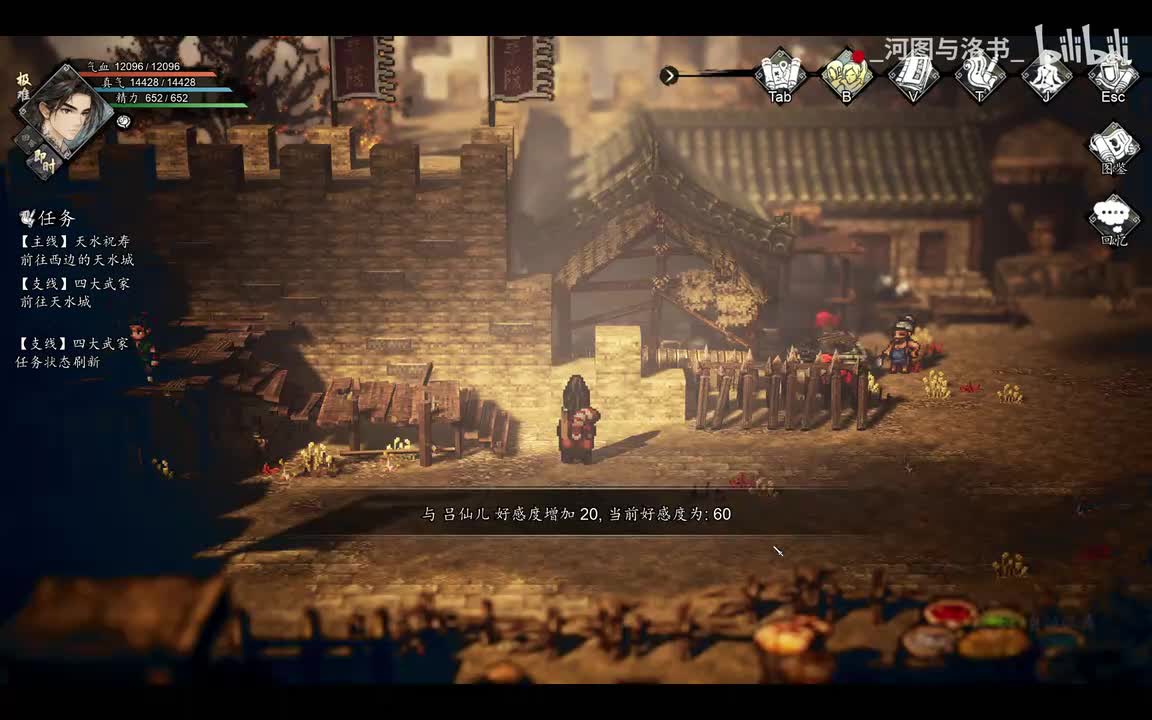 气血 12096/12096
真气 14428/14428
精力 652/652
极难
即时
_河图与洛书_
bilibili
Tab
B
V
T
J
Esc
图鉴
回忆
任务
【主线】天水祝寿
前往西边的天水城
【支线】四大武家
前往天水城
【支线】四大武家
任务状态刷新
与 吕仙儿 好感度增加 20, 当前好感度为: 60